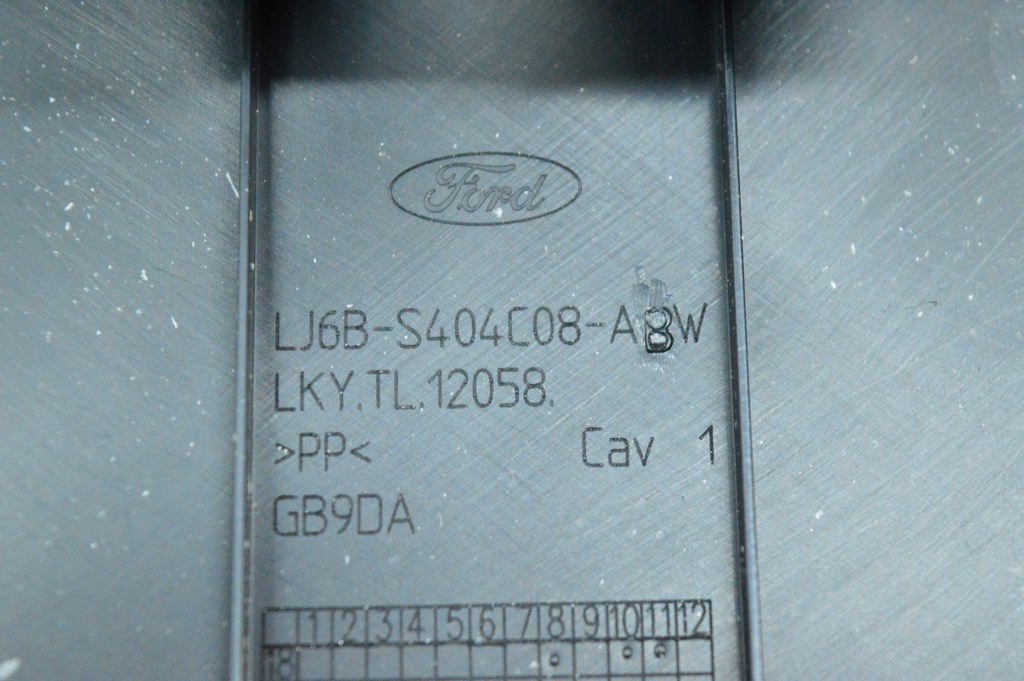 Ford
LJ6B-S404C08-ABW
LKY.TL.12058.
>PP<
Cav 1
GB9DA
1 2 3 4 5 6 7 8 9 10 11 12
18